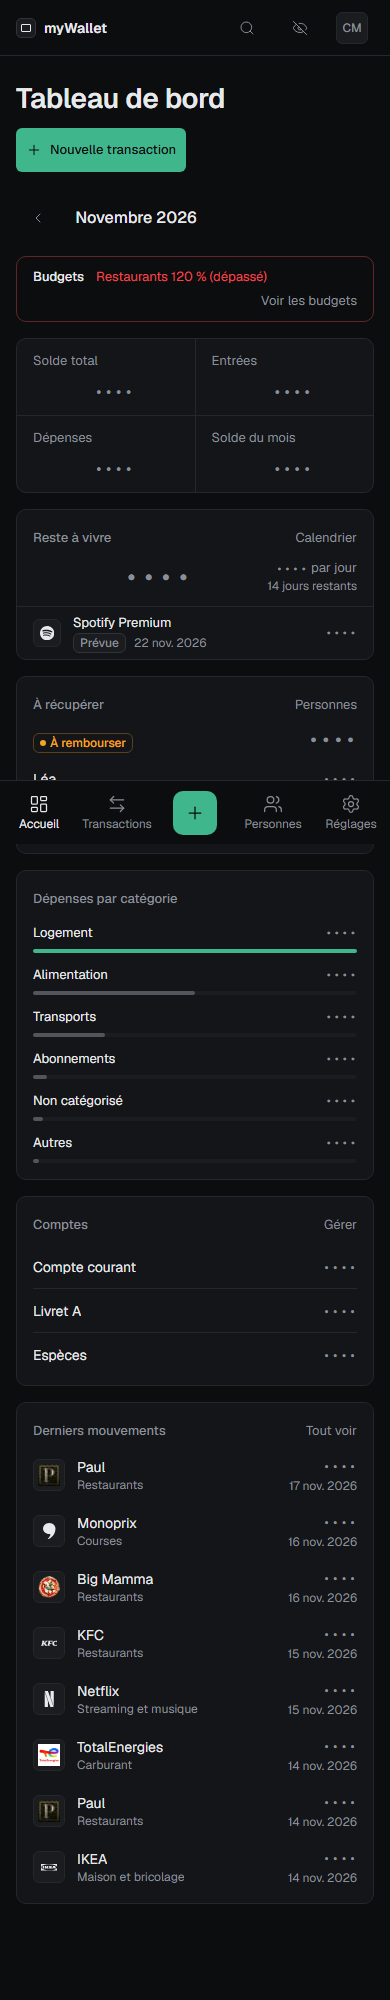 myWallet
CM
Tableau de bord
+ Nouvelle transaction
Novembre 2026
Budgets Restaurants 120 % (dépassé)
Voir les budgets
Solde total Entrées
•••• ••••
Dépenses Solde du mois
•••• ••••
Reste à vivre Calendrier
•••• •••• par jour
14 jours restants
Spotify Premium ••••
Prévue 22 nov. 2026
À récupérer Personnes
À rembourser ••••
Léa ••••
Accueil Transactions + Personnes Réglages
Dépenses par catégorie
Logement ••••
Alimentation ••••
Transports ••••
Abonnements ••••
Non catégorisé ••••
Autres ••••
Comptes Gérer
Compte courant ••••
Livret A ••••
Espèces ••••
Derniers mouvements Tout voir
P Paul ••••
Restaurants 17 nov. 2026
Monoprix ••••
Courses 16 nov. 2026
Big Mamma ••••
Restaurants 16 nov. 2026
KFC KFC ••••
Restaurants 15 nov. 2026
N Netflix ••••
Streaming et musique 15 nov. 2026
TotalEnergies TotalEnergies ••••
Carburant 14 nov. 2026
P Paul ••••
Restaurants 14 nov. 2026
IKEA IKEA ••••
Maison et bricolage 14 nov. 2026